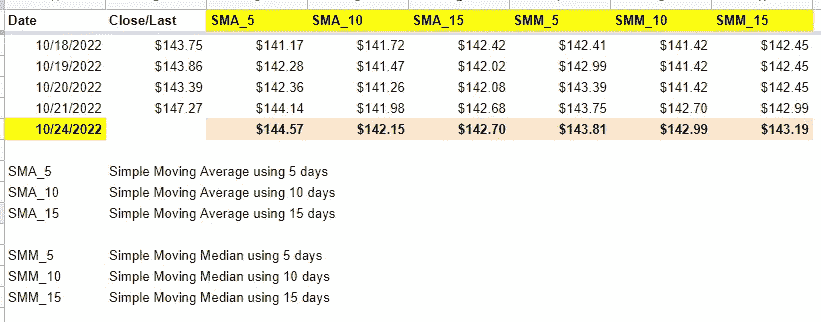 Date Close/Last SMA_5 SMA_10 SMA_15 SMM_5 SMM_10 SMM_15
10/18/2022 $143.75 $141.17 $141.72 $142.42 $142.41 $141.42 $142.45
10/19/2022 $143.86 $142.28 $141.47 $142.02 $142.99 $141.42 $142.45
10/20/2022 $143.39 $142.36 $141.26 $142.08 $143.39 $141.42 $142.45
10/21/2022 $147.27 $144.14 $141.98 $142.68 $143.75 $142.70 $142.99
10/24/2022 $144.57 $142.15 $142.70 $143.81 $142.99 $143.19
SMA_5 Simple Moving Average using 5 days
SMA_10 Simple Moving Average using 10 days
SMA_15 Simple Moving Average using 15 days
SMM_5 Simple Moving Median using 5 days
SMM_10 Simple Moving Median using 10 days
SMM_15 Simple Moving Median using 15 days